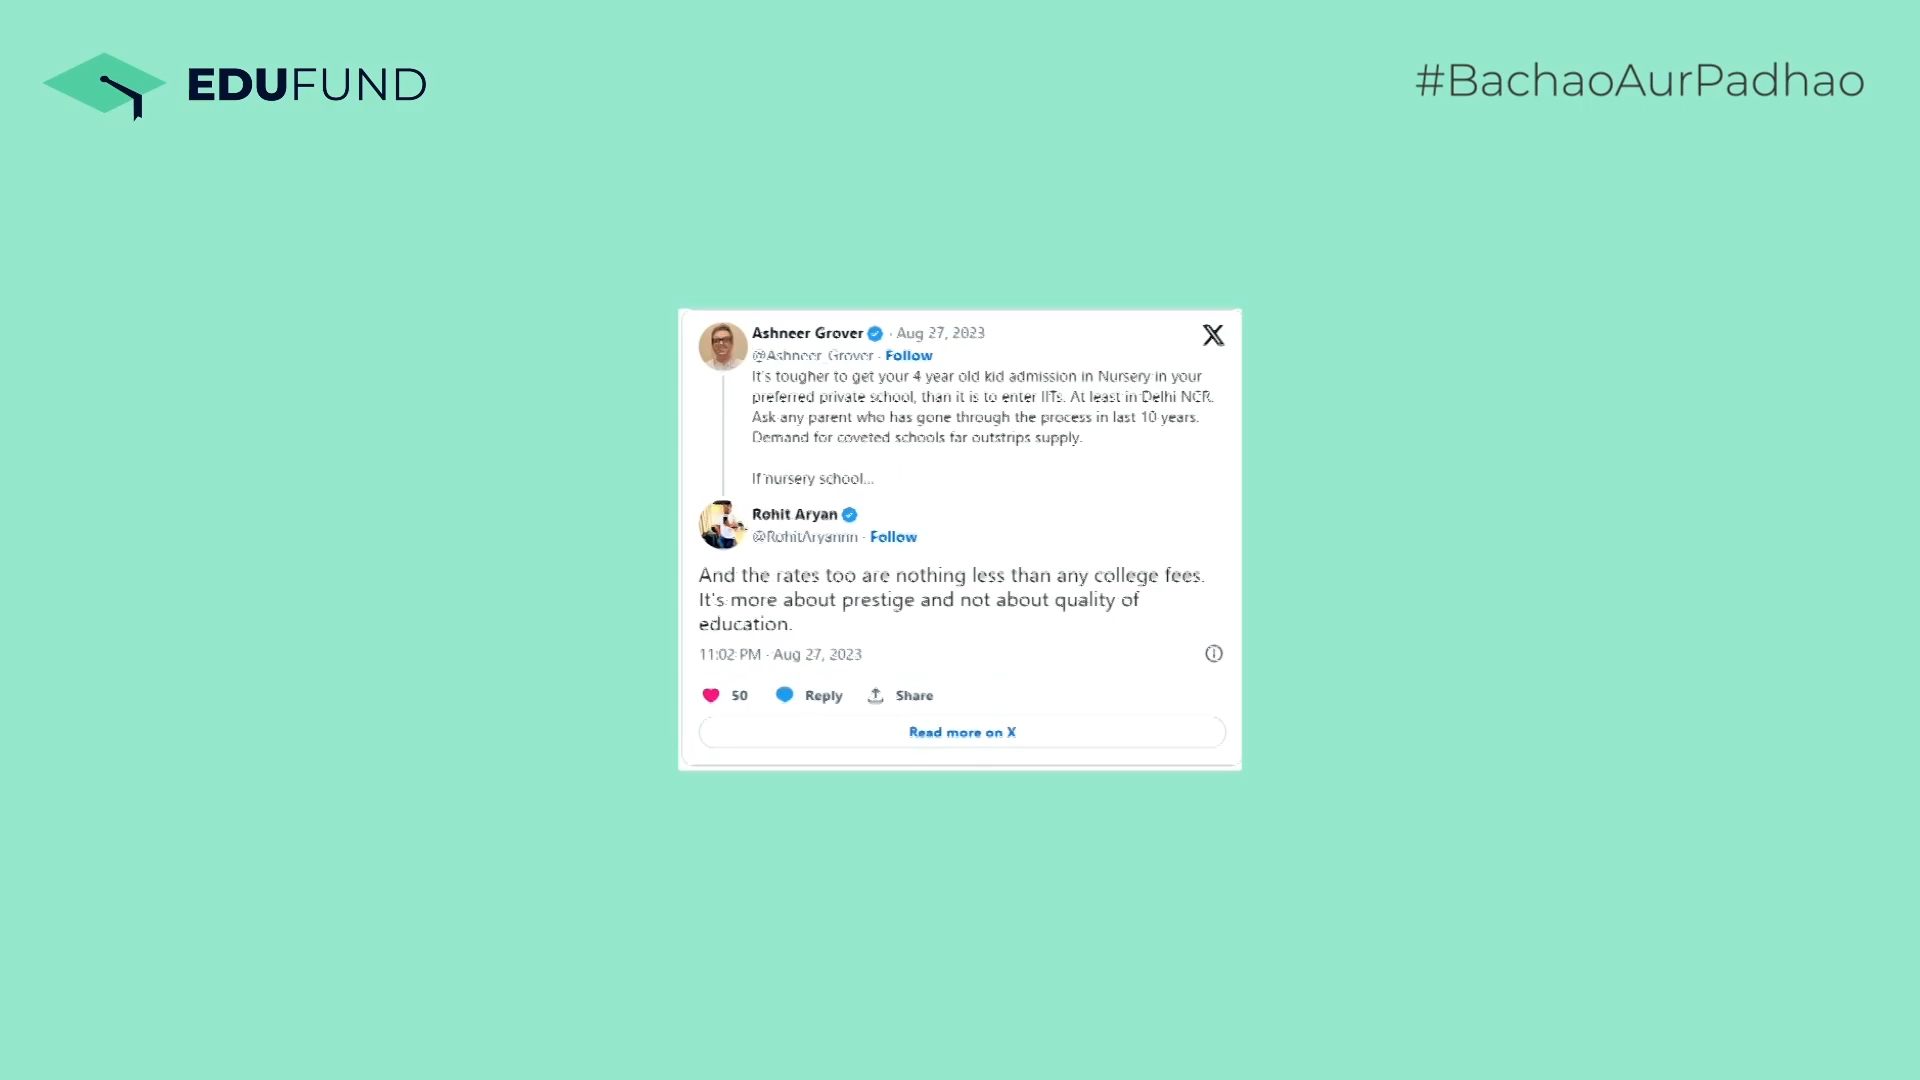 EDUFUND
#BachaoAurPadhao
Ashneer Grover · Aug 27, 2023
X
@Ashneer_Grover · Follow
It's tougher to get your 4 year old kid admission in Nursery in your
preferred private school, than it is to enter IITs. At least in Delhi NCR.
Ask any parent who has gone through the process in last 10 years.
Demand for coveted schools far outstrips supply.
If nursery school...
Rohit Aryan
@RohitAryannn · Follow
And the rates too are nothing less than any college fees.
It's more about prestige and not about quality of
education.
11:02 PM · Aug 27, 2023
50 Reply Share
Read more on X